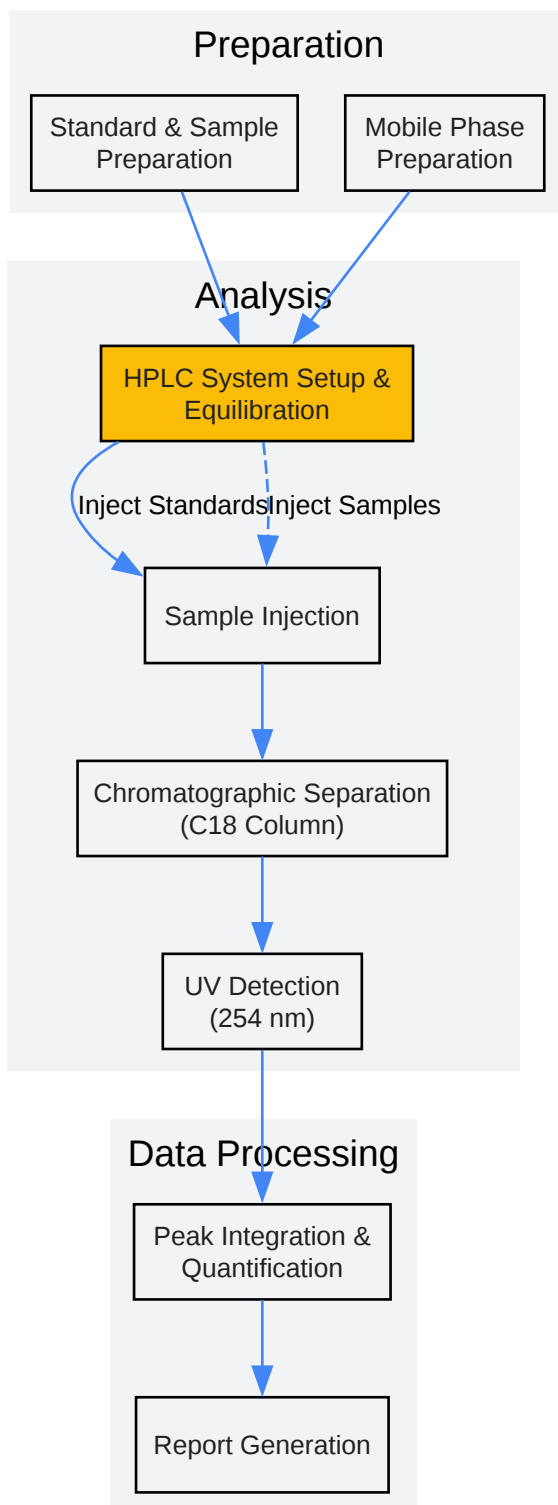 Preparation
Standard & Sample
Preparation
Mobile Phase
Preparation
Analysis
HPLC System Setup &
Equilibration
Inject Standards
Inject Samples
Sample Injection
Chromatographic Separation
(C18 Column)
UV Detection
(254 nm)
Data Processing
Peak Integration &
Quantification
Report Generation